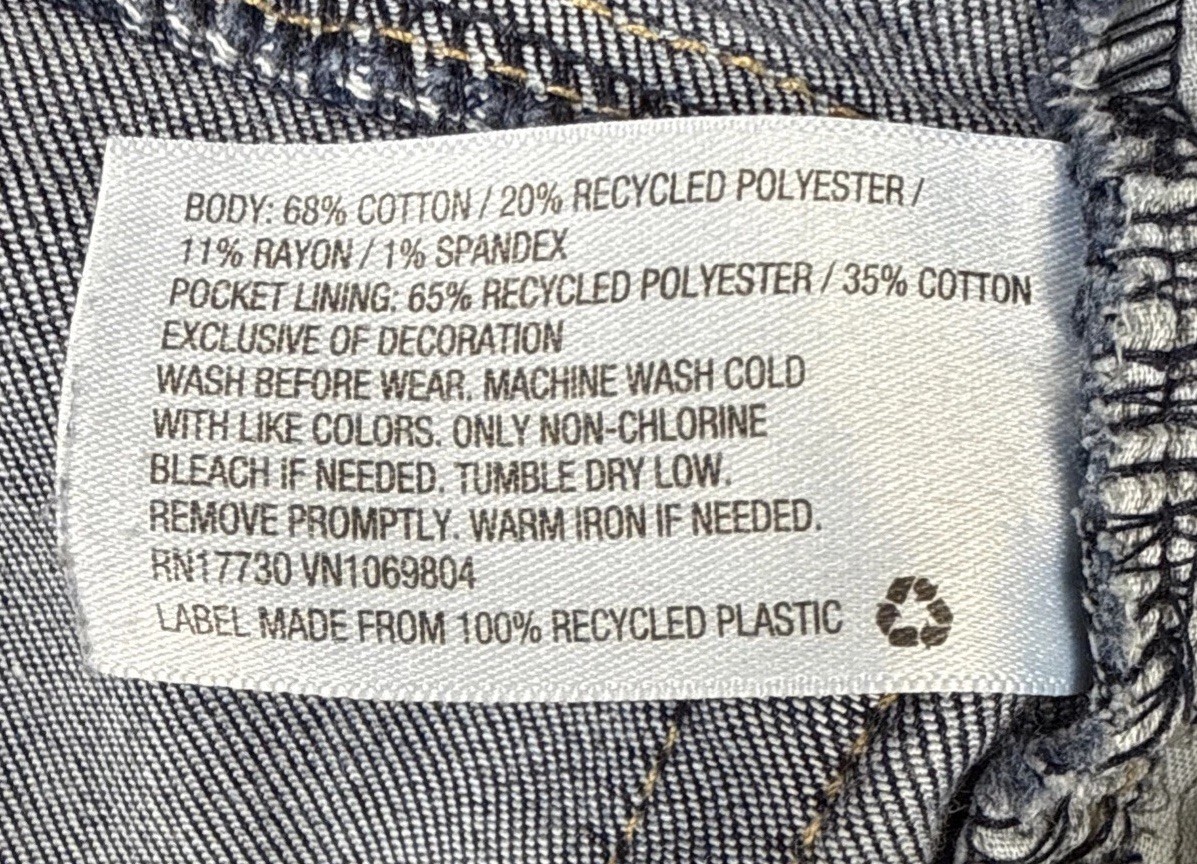 BODY: 68% COTTON / 20% RECYCLED POLYESTER /
11% RAYON / 1% SPANDEX
POCKET LINING: 65% RECYCLED POLYESTER / 35% COTTON
EXCLUSIVE OF DECORATION
WASH BEFORE WEAR. MACHINE WASH COLD
WITH LIKE COLORS. ONLY NON-CHLORINE
BLEACH IF NEEDED. TUMBLE DRY LOW.
REMOVE PROMPTLY. WARM IRON IF NEEDED.
RN17730 VN1069804
LABEL MADE FROM 100% RECYCLED PLASTIC